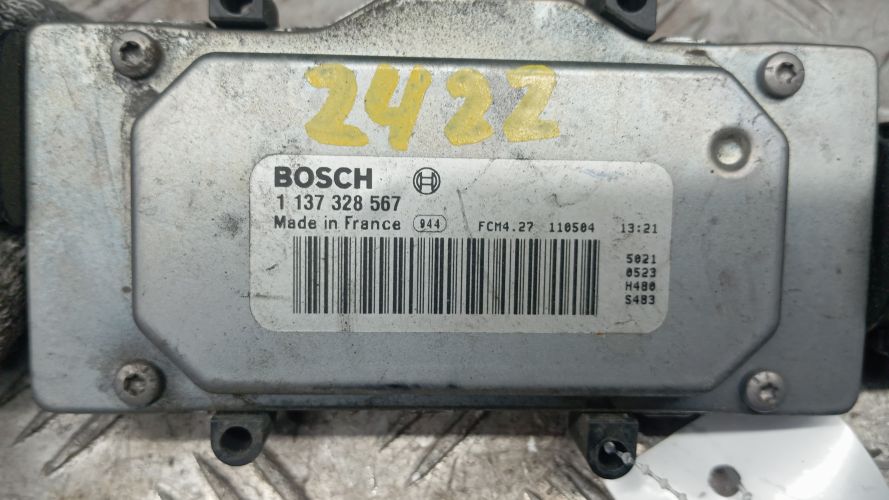 2422
BOSCH
1 137 328 567
Made in France 944 FCM4.27 110504 13:21
5021
0523
H480
S483